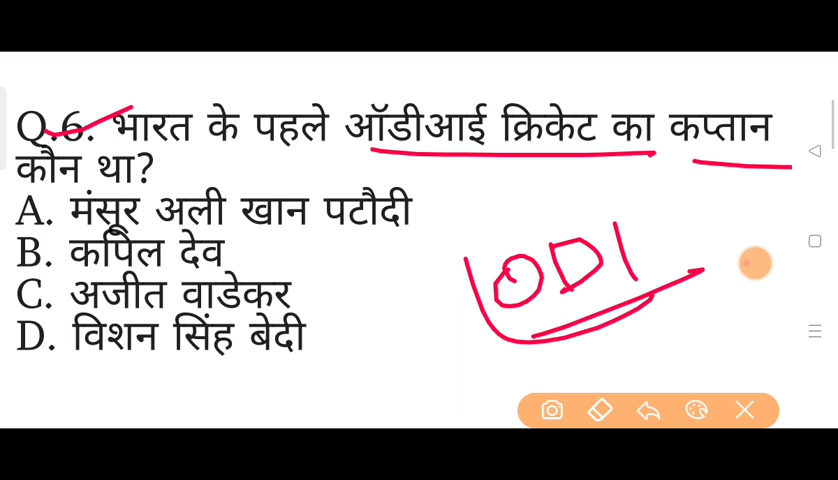 Q.6. भारत के पहले ऑडीआई क्रिकेट का कप्तान
कौन था?
A. मंसूर अली खान पटौदी
B. कपिल देव
C. अजीत वाडेकर
D. विशन सिंह बेदी
ODI